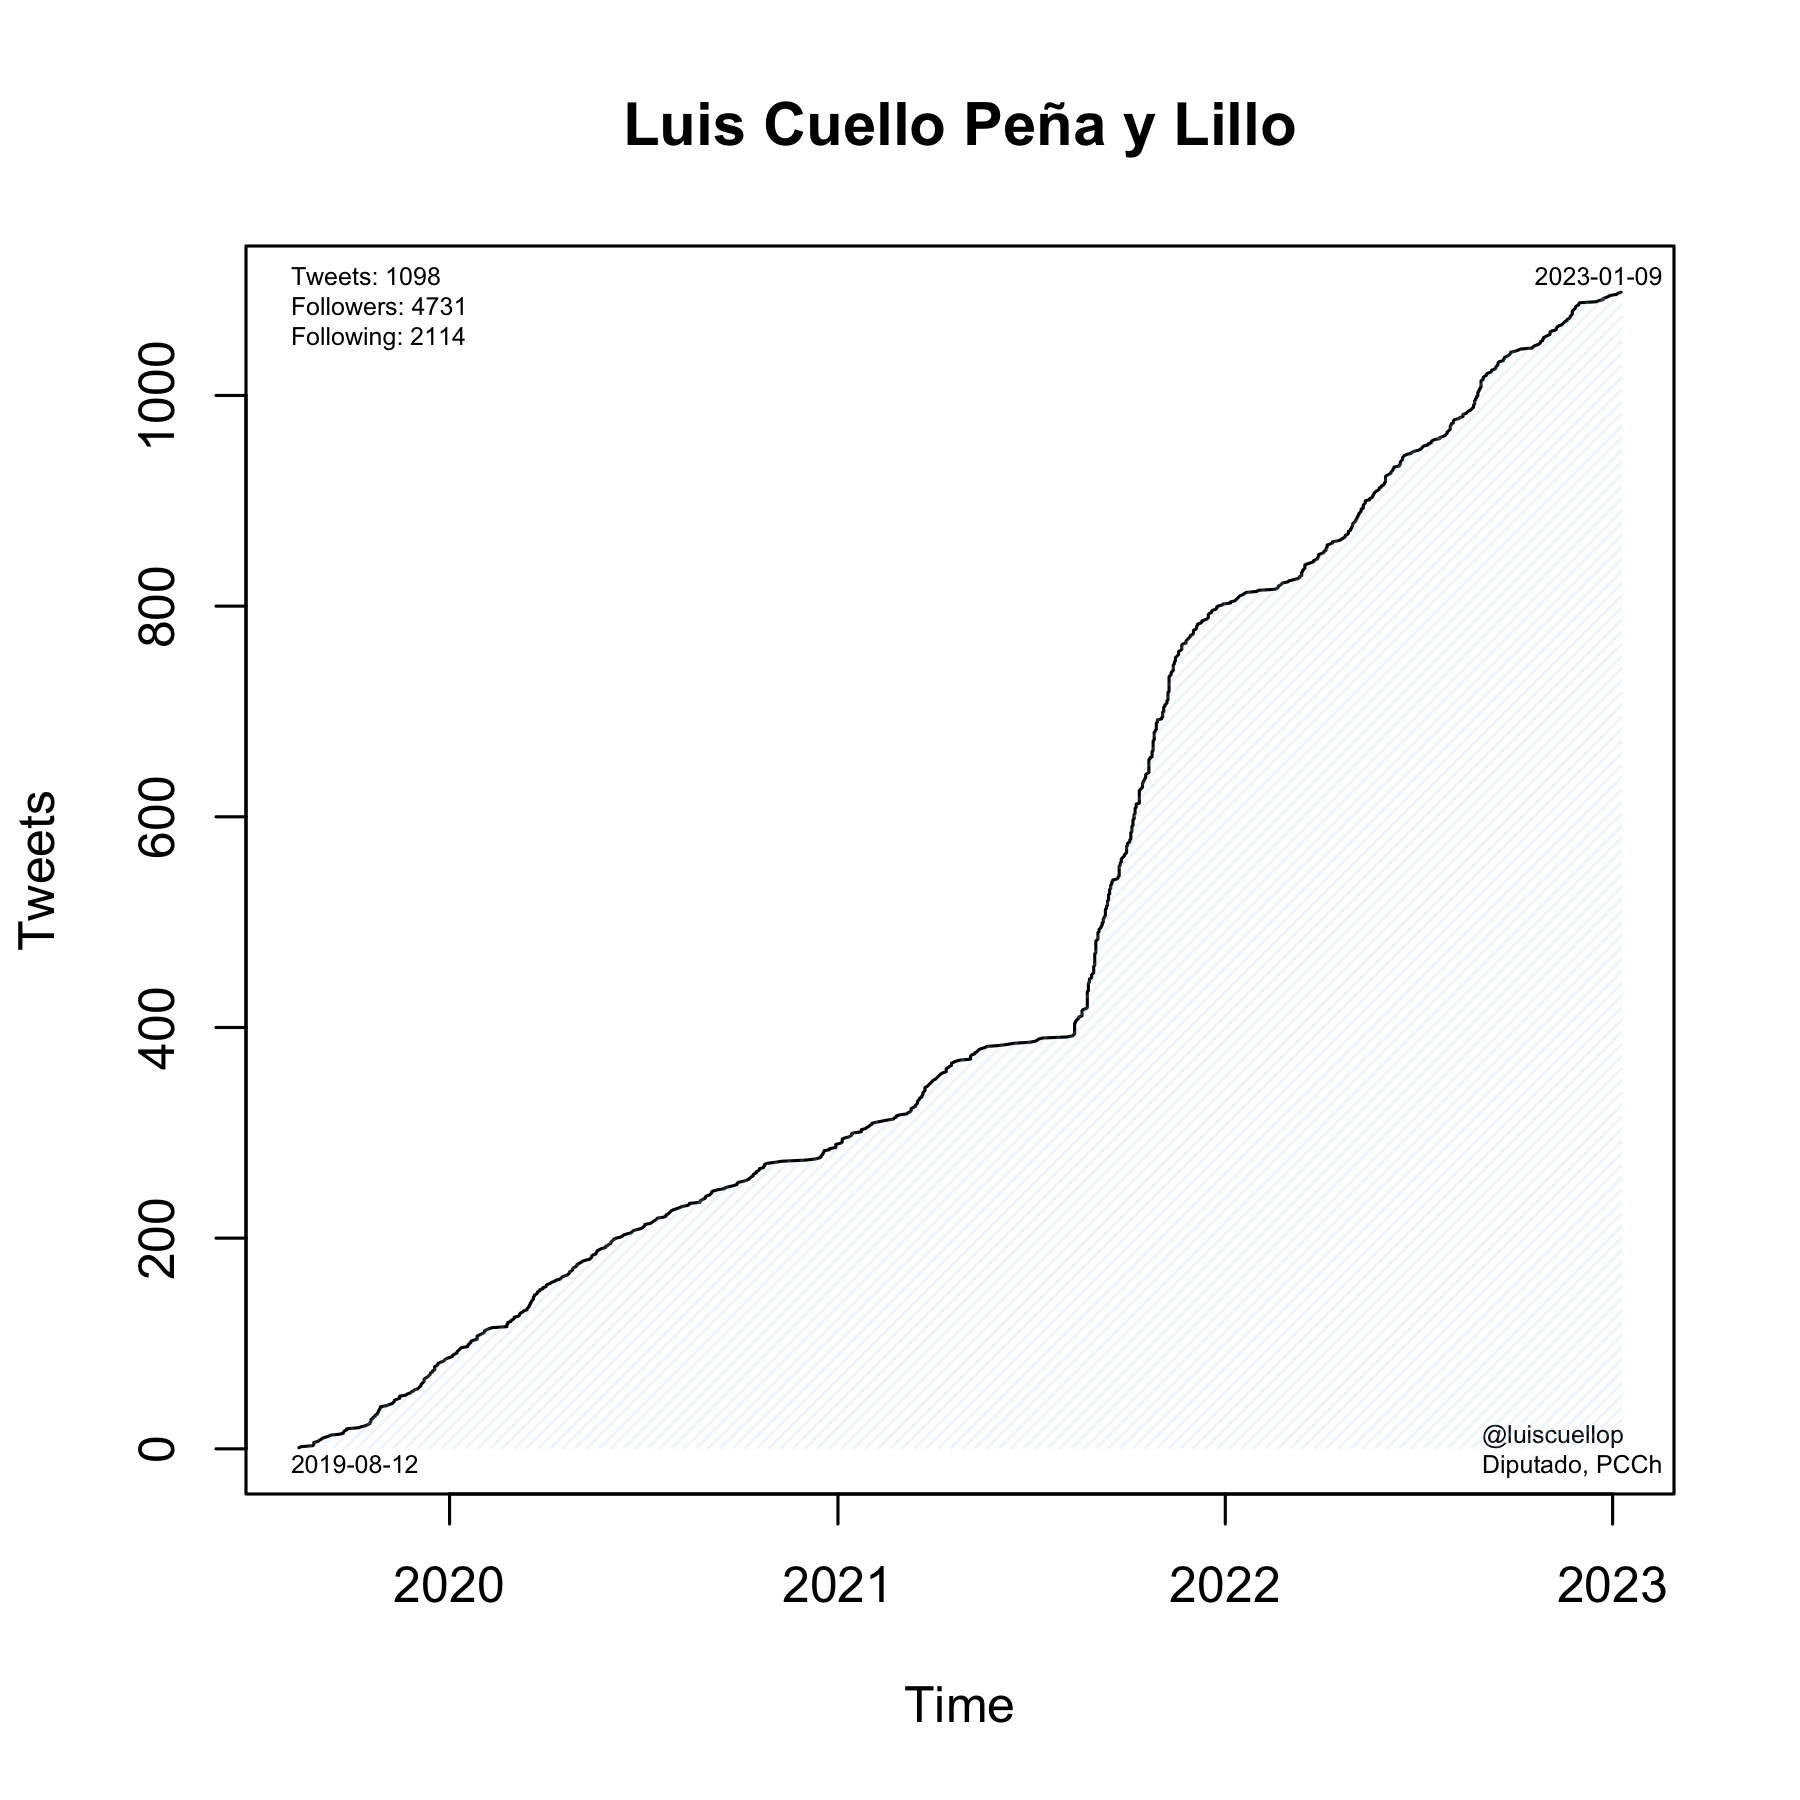 Luis Cuello Peña y Lillo
Tweets: 1098
Followers: 4731
Following: 2114
2023-01-09
1000
800
600
400
200
0
Tweets
2019-08-12
@luiscuellop
Diputado, PCCh
2020
2021
2022
2023
Time